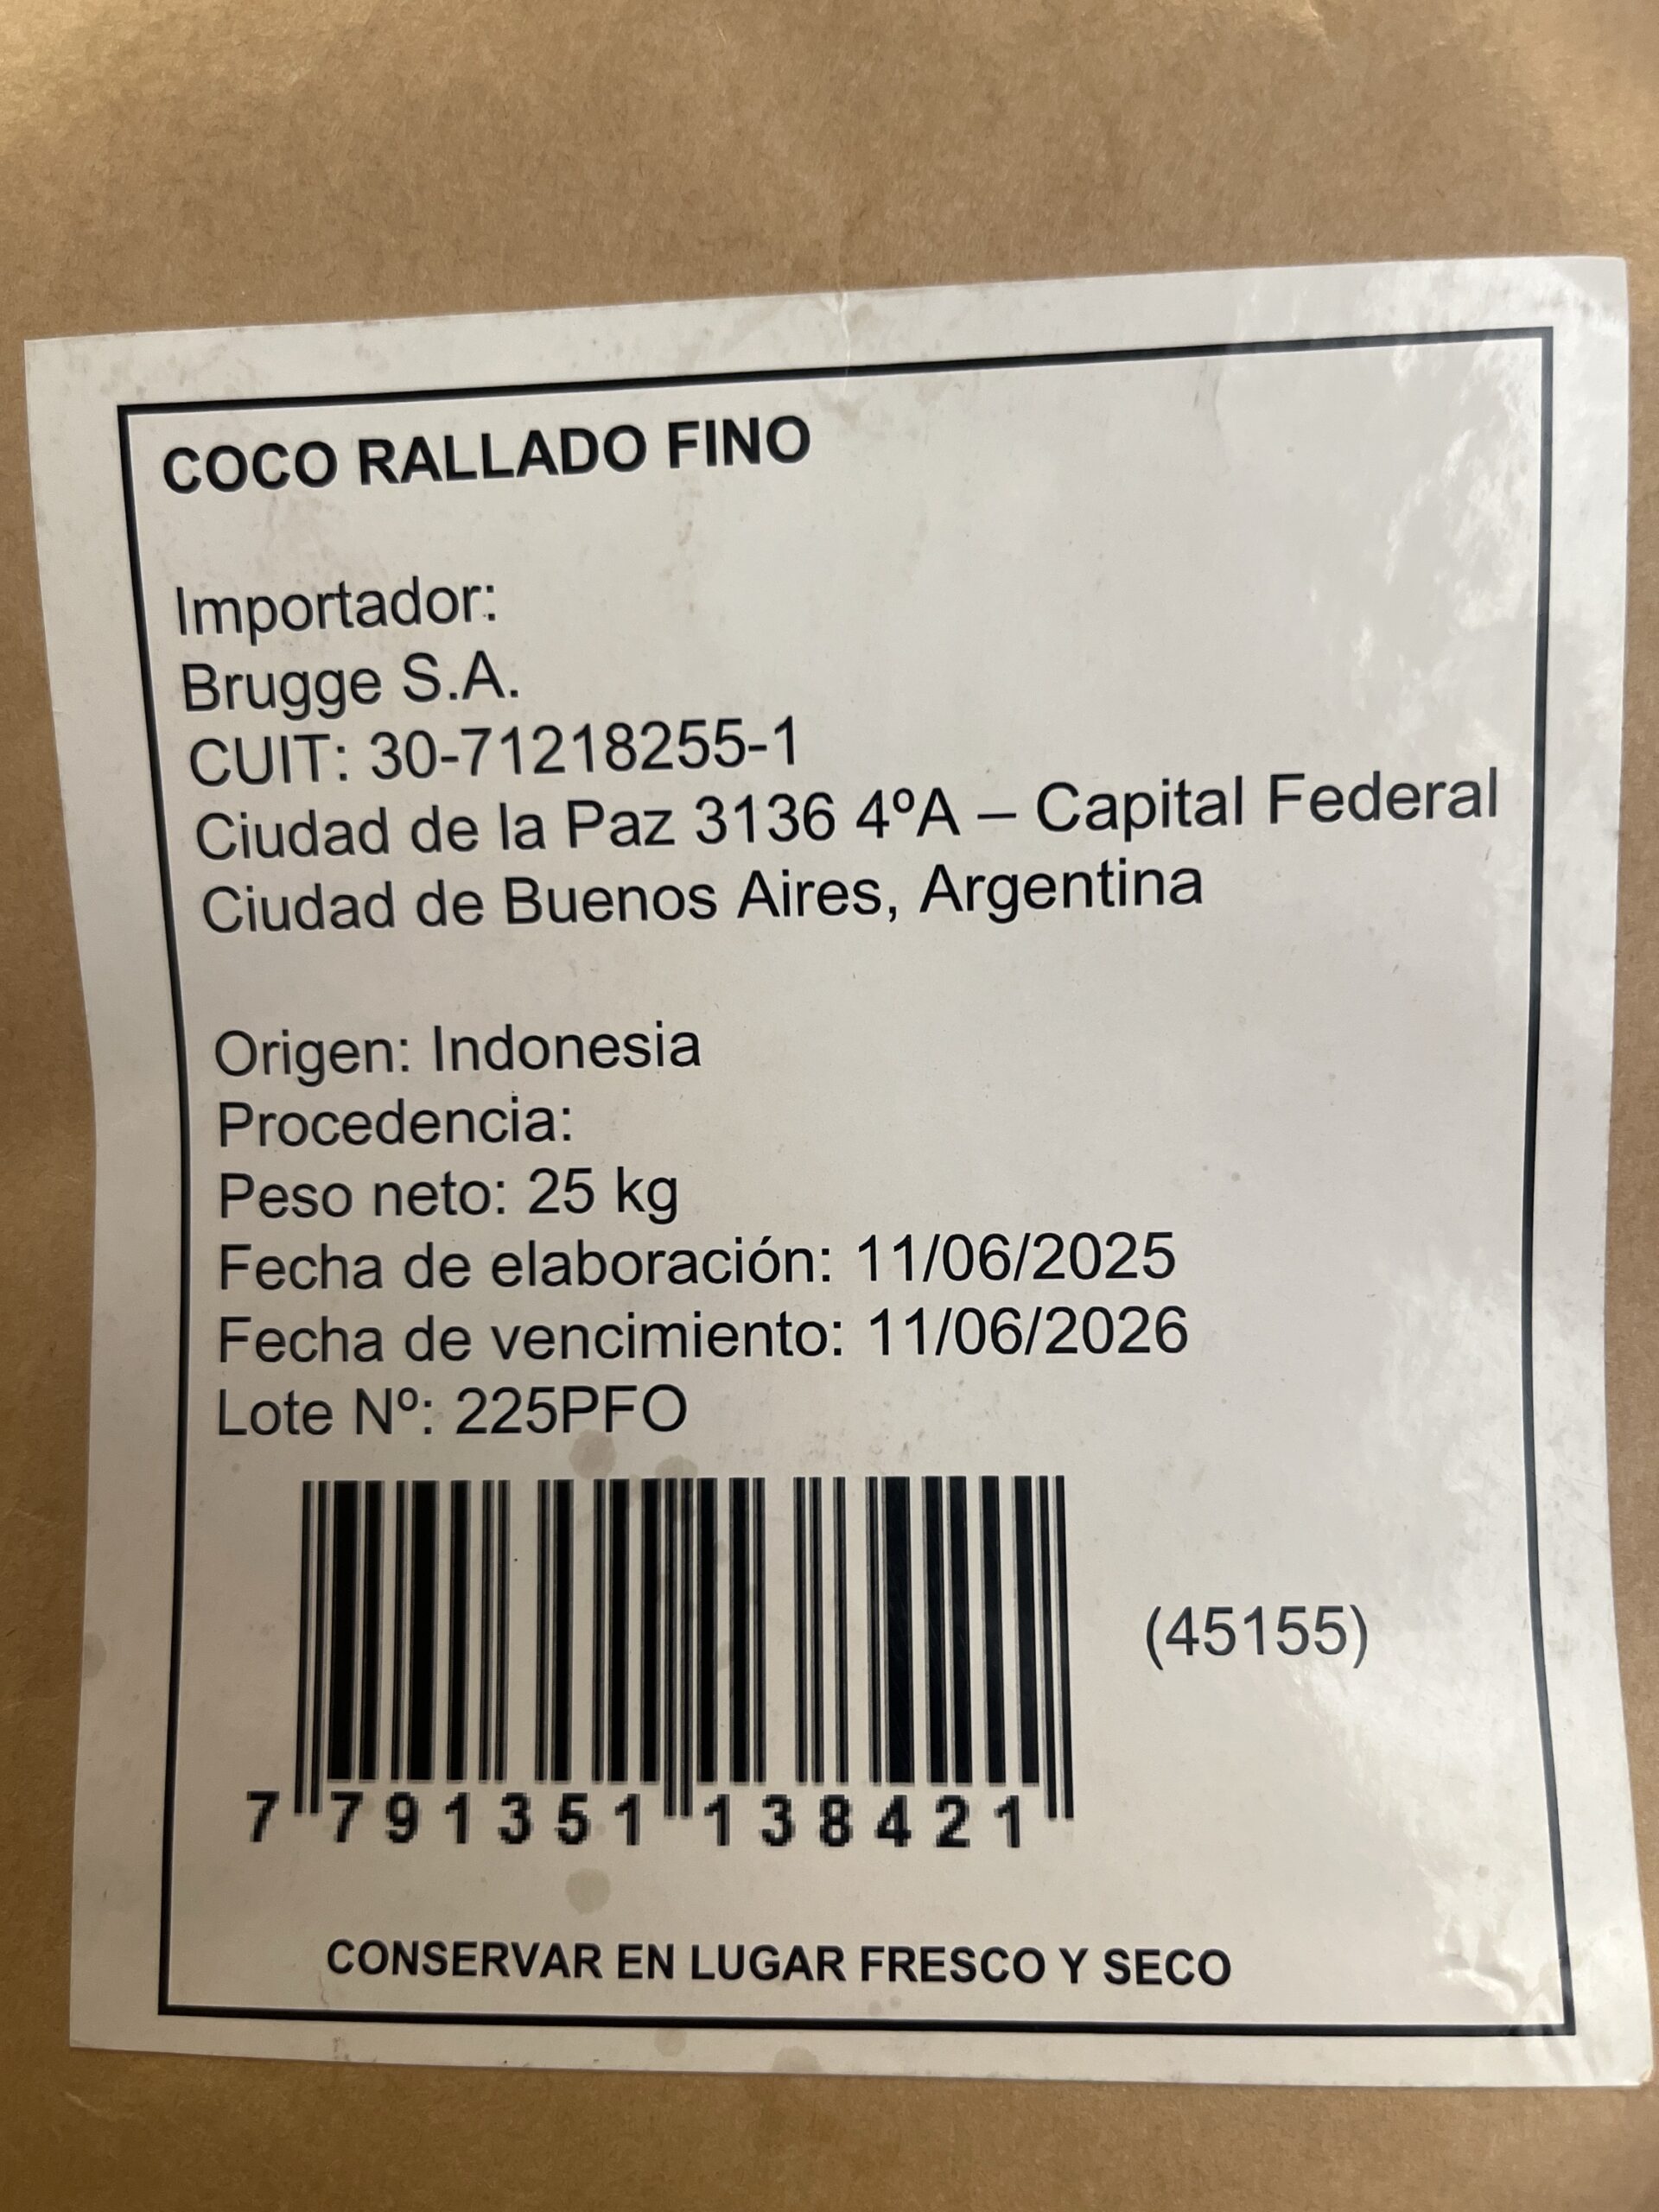 COCO RALLADO FINO
Importador:
Brugge S.A.
CUIT: 30-71218255-1
Ciudad de la Paz 3136 4ºA – Capital Federal
Ciudad de Buenos Aires, Argentina
Origen: Indonesia
Procedencia:
Peso neto: 25 kg
Fecha de elaboración: 11/06/2025
Fecha de vencimiento: 11/06/2026
Lote Nº: 225PFO
(45155)
7 791351 138421
CONSERVAR EN LUGAR FRESCO Y SECO